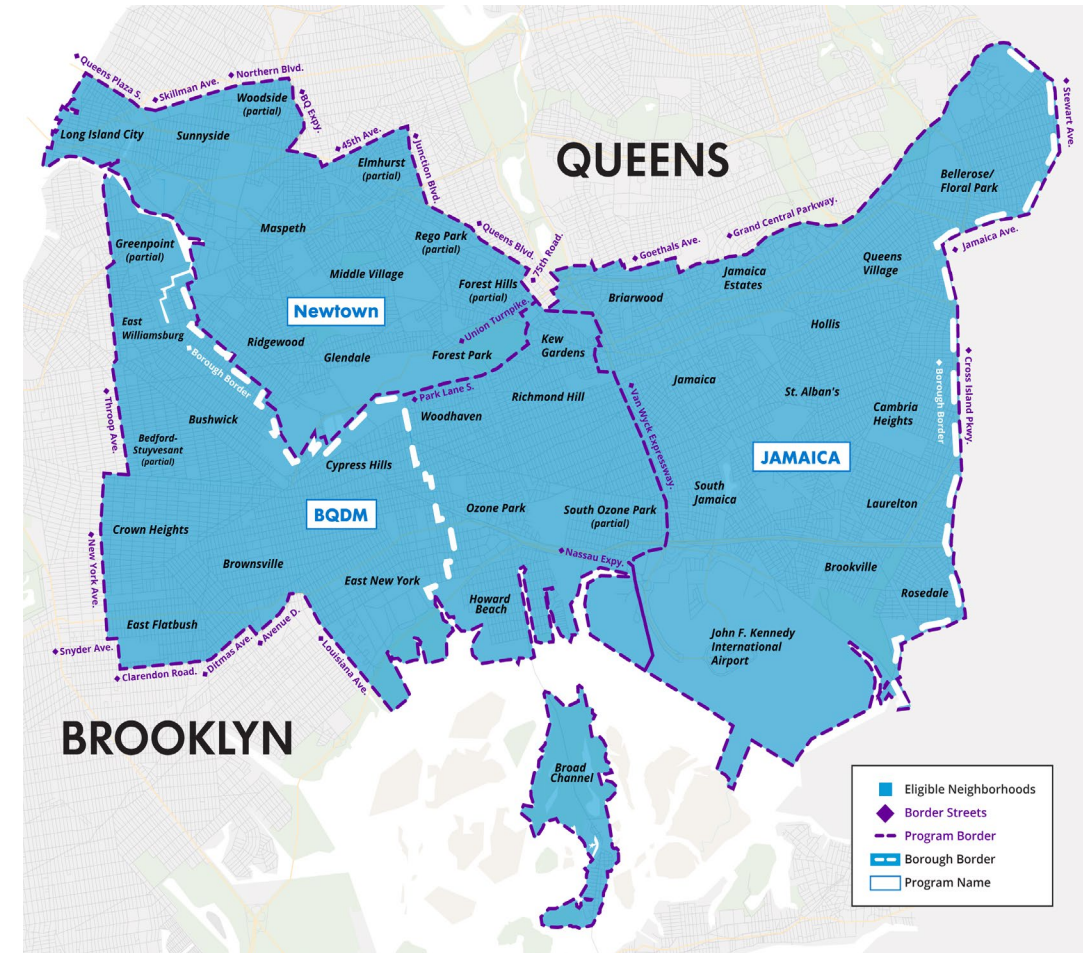 Queens Plaza S.
Skillman Ave.
Northern Blvd.
BQ Expy.
45th Ave.
Junction Blvd.
Queens Blvd.
75th Road.
Goethals Ave.
Grand Central Parkway.
Stewart Ave.
Jamaica Ave.
QUEENS
Woodside
(partial)
Long Island City
Sunnyside
Elmhurst
(partial)
Bellerose/
Floral Park
Maspeth
Greenpoint
(partial)
Rego Park
(partial)
Middle Village
Forest Hills
(partial)
Queens
Village
Jamaica
Estates
Briarwood
Newtown
Union Turnpike.
East
Williamsburg
Ridgewood
Glendale
Forest Park
Kew
Gardens
Hollis
Borough Border
Park Lane S.
Richmond Hill
Jamaica
St. Alban's
Cambria
Heights
Borough Border
Cross Island Pkwy.
Van Wyck Expressway.
Throop Ave.
Bushwick
Woodhaven
Bedford-
Stuyvesant
(partial)
Cypress Hills
JAMAICA
South
Jamaica
BQDM
Ozone Park
South Ozone Park
(partial)
Laurelton
Crown Heights
New York Ave.
Brownsville
East New York
Nassau Expy.
Brookville
Rosedale
Howard
Beach
East Flatbush
John F. Kennedy
International
Airport
Snyder Ave.
Clarendon Road.
Ditmas Ave.
Avenue D.
Louisiana Ave.
BROOKLYN
Broad
Channel
Eligible Neighborhoods
Border Streets
Program Border
Borough Border
Program Name